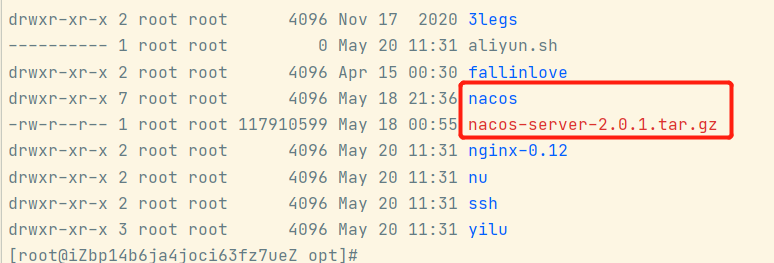 drwxr-xr-x 2 root root      4096 Nov 17  2020 3legs
---------- 1 root root         0 May 20 11:31 aliyun.sh
drwxr-xr-x 2 root root      4096 Apr 15 00:30 fallinlove
drwxr-xr-x 7 root root      4096 May 18 21:36 nacos
-rw-r--r-- 1 root root 117910599 May 18 00:55 nacos-server-2.0.1.tar.gz
drwxr-xr-x 2 root root      4096 May 20 11:31 nginx-0.12
drwxr-xr-x 2 root root      4096 May 20 11:31 nu
drwxr-xr-x 2 root root      4096 May 20 11:31 ssh
drwxr-xr-x 3 root root      4096 May 20 11:31 yilu
[root@iZbp14b6ja4joci63fz7ueZ opt]#